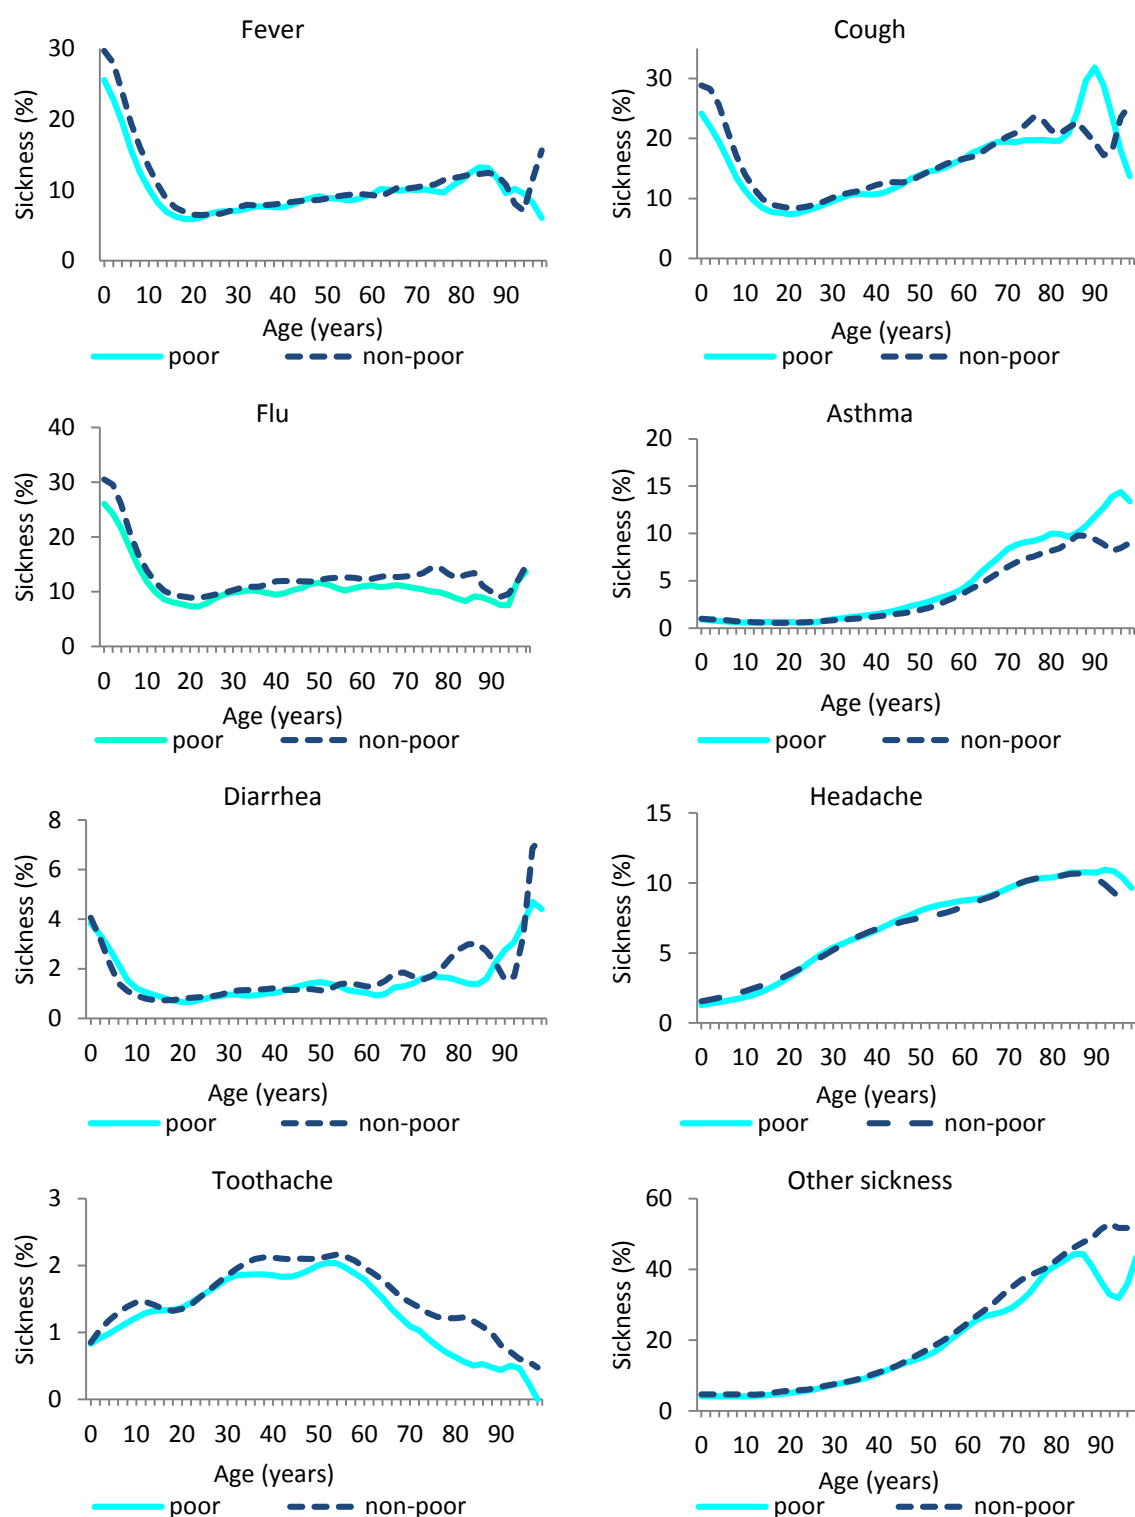 Fever
30
20
10
0
Sickness (%)
0 10 20 30 40 50 60 70 80 90
Age (years)
poor non-poor
Cough
30
20
10
0
Sickness (%)
0 10 20 30 40 50 60 70 80 90
Age (years)
poor non-poor
Flu
40
30
20
10
0
Sickness (%)
0 10 20 30 40 50 60 70 80 90
Age (years)
poor non-poor
Asthma
20
15
10
5
0
Sickness (%)
0 10 20 30 40 50 60 70 80 90
Age (years)
poor non-poor
Diarrhea
8
6
4
2
0
Sickness (%)
0 10 20 30 40 50 60 70 80 90
Age (years)
poor non-poor
Headache
15
10
5
0
Sickness (%)
0 10 20 30 40 50 60 70 80 90
Age (years)
poor non-poor
Toothache
3
2
1
0
Sickness (%)
0 10 20 30 40 50 60 70 80 90
Age (years)
poor non-poor
Other sickness
60
40
20
0
Sickness (%)
0 10 20 30 40 50 60 70 80 90
Age (years)
poor non-poor